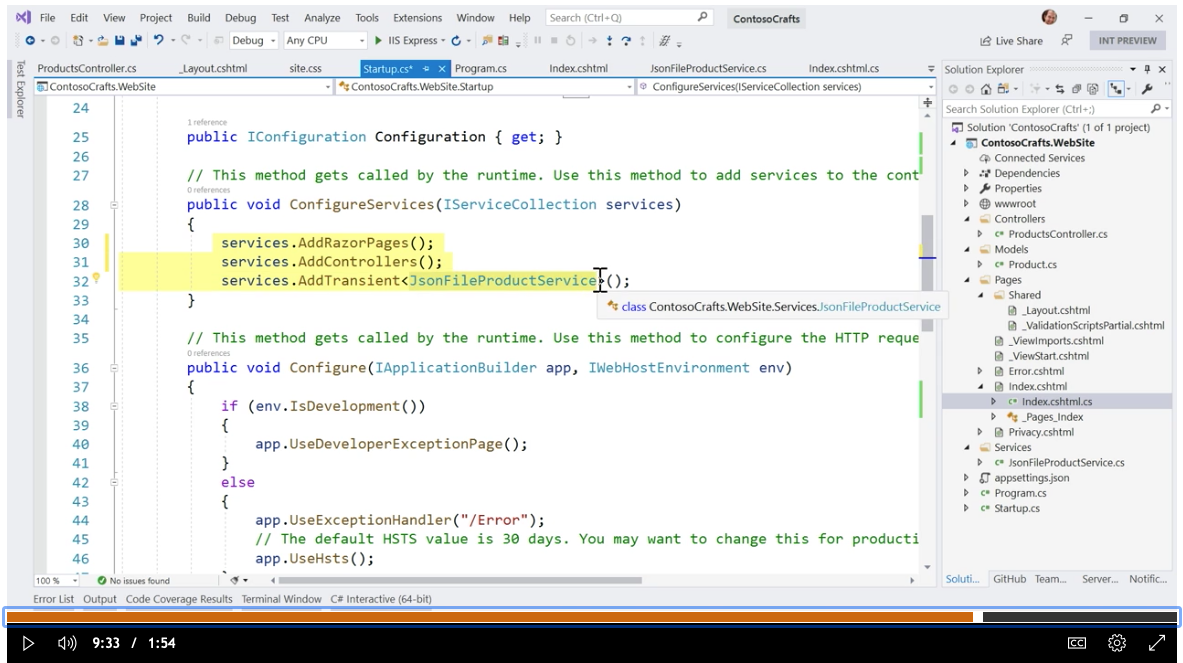 File Edit View Project Build Debug Test Analyze Tools Extensions Window Help Search (Ctrl+Q) ContosoCrafts
Debug Any CPU IIS Express Live Share INT PREVIEW
Test Explorer
ProductsController.cs _Layout.cshtml site.css Startup.cs* Program.cs Index.cshtml JsonFileProductService.cs Index.cshtml.cs
ContosoCrafts.WebSite ContosoCrafts.WebSite.Startup ConfigureServices(IServiceCollection services)
24
1 reference
25 public IConfiguration Configuration { get; }
26
27 // This method gets called by the runtime. Use this method to add services to the cont
0 references
28 public void ConfigureServices(IServiceCollection services)
29 {
30 services.AddRazorPages();
31 services.AddControllers();
32 services.AddTransient<JsonFileProductService>();
class ContosoCrafts.WebSite.Services.JsonFileProductService
33 }
34
35 // This method gets called by the runtime. Use this method to configure the HTTP reque
0 references
36 public void Configure(IApplicationBuilder app, IWebHostEnvironment env)
37 {
38 if (env.IsDevelopment())
39 {
40 app.UseDeveloperExceptionPage();
41 }
42 else
43 {
44 app.UseExceptionHandler("/Error");
45 // The default HSTS value is 30 days. You may want to change this for producti
46 app.UseHsts();
100 % No issues found
Error List Output Code Coverage Results Terminal Window C# Interactive (64-bit)
Solution Explorer
Search Solution Explorer (Ctrl+;)
Solution 'ContosoCrafts' (1 of 1 project)
ContosoCrafts.WebSite
Connected Services
Dependencies
Properties
wwwroot
Controllers
C# ProductsController.cs
Models
C# Product.cs
Pages
Shared
_Layout.cshtml
_ValidationScriptsPartial.cshtml
_ViewImports.cshtml
_ViewStart.cshtml
Error.cshtml
Index.cshtml
C# Index.cshtml.cs
_Pages_Index
Privacy.cshtml
Services
C# JsonFileProductService.cs
appsettings.json
C# Program.cs
C# Startup.cs
Soluti... GitHub Team... Server... Notific...
9:33 / 1:54 CC